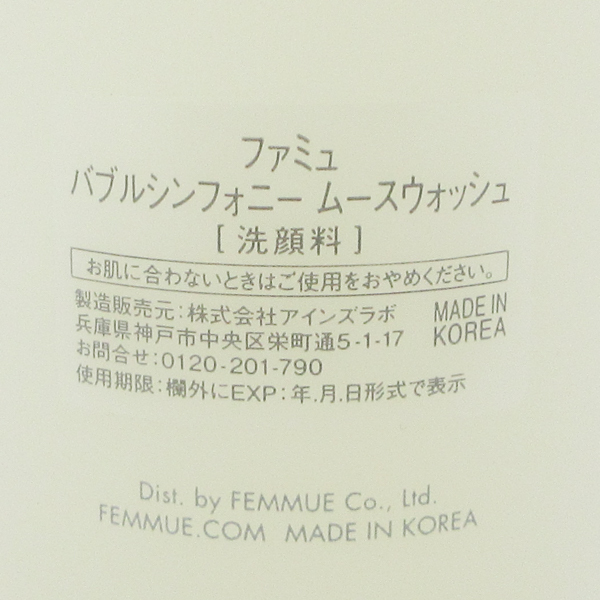 ファミュ
バブルシンフォニー ムースウォッシュ
[ 洗顔料 ]
お肌に合わないときはご使用をおやめください。
製造販売元:株式会社アインズラボ
兵庫県神戸市中央区栄町通5-1-17
お問合せ:0120-201-790
使用期限:欄外にEXP:年.月.日形式で表示
MADE IN
KOREA
Dist. by FEMMUE Co., Ltd.
FEMMUE.COM MADE IN KOREA